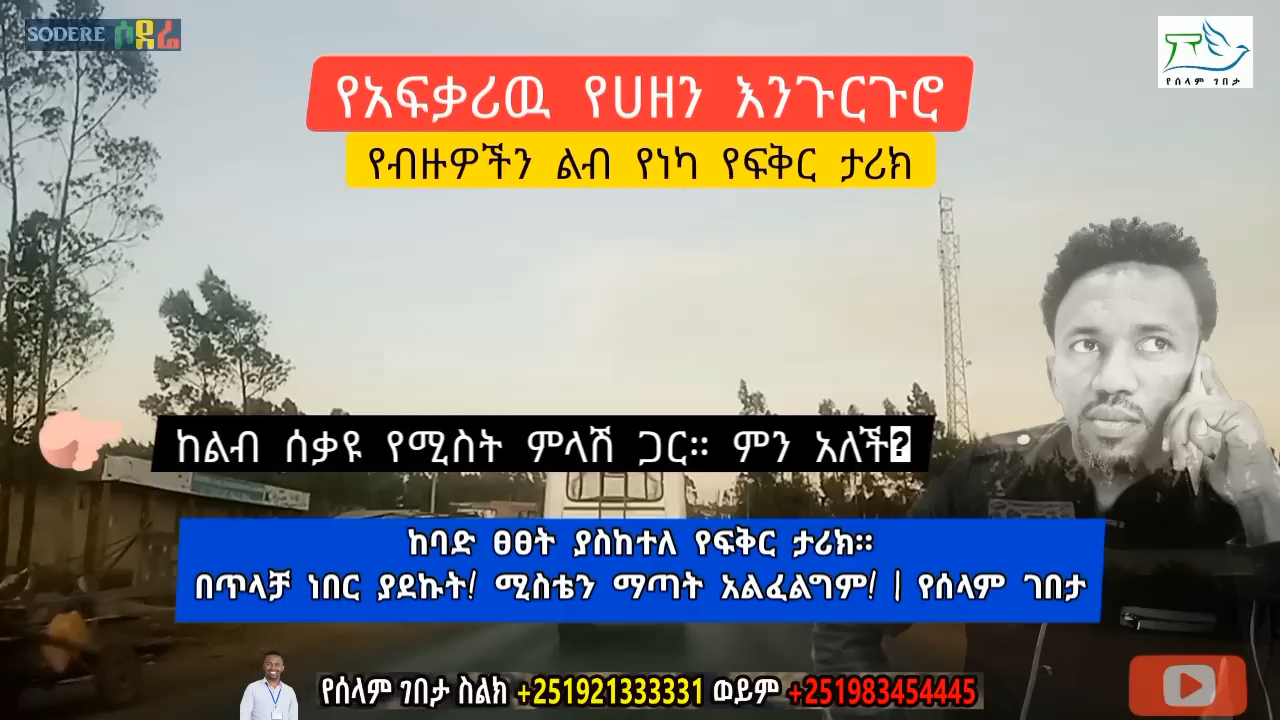 SODERE ሶደሬ
የሰላም ገበታ
የአፍቃሪዉ የሀዘን እንጉርጉሮ
የብዙዎችን ልብ የነካ የፍቅር ታሪክ
ከልብ ሰቃዩ የሚስት ምላሽ ጋር። ምን አለች
ከባድ ፀፀት ያስከተለ የፍቅር ታሪክ።
በጥላቻ ነበር ያደኩት! ሚስቴን ማጣት አልፈልግም! | የሰላም ገበታ
የሰላም ገበታ ስልክ +251921333331 ወይም +251983454445